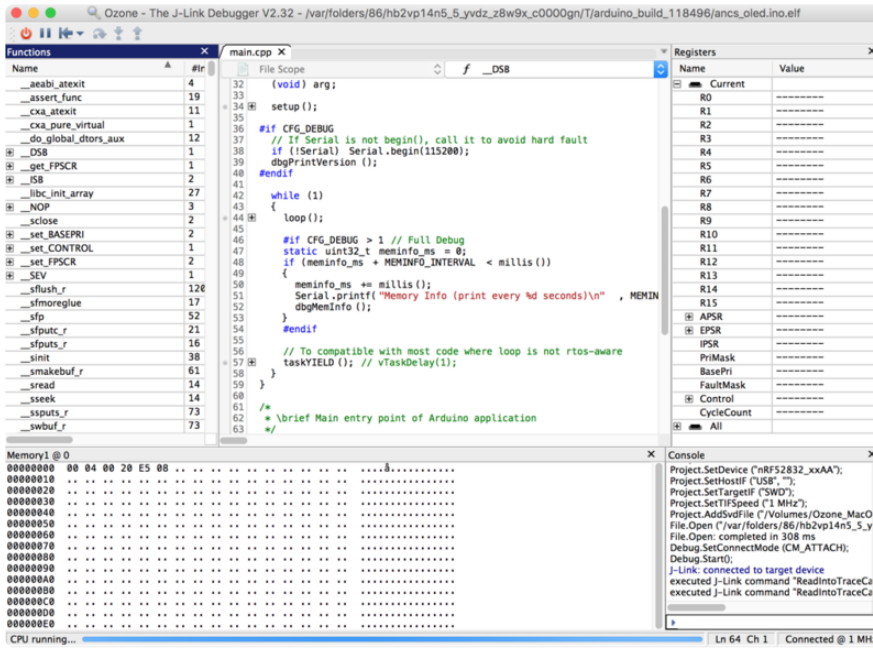 Ozone - The J-Link Debugger V2.32 - /var/folders/86/hb2vp14n5_5_yvdz_z8w9x_c0000gn/T/arduino_build_118496/ancs_oled.ino.elf
Functions
Name #In
__aeabi_atexit 4
__assert_func 19
__cxa_atexit 11
__cxa_pure_virtual 1
__do_global_dtors_aux 12
__DSB 1
__get_FPSCR 1
__ISB 2
__libc_init_array 27
__NOP 3
__sclose 2
__set_BASEPRI 2
__set_CONTROL 1
__set_FPSCR 2
__SEV 1
__sflush_r 120
__sfmoreglue 17
__sfp 52
__sfputc_r 21
__sfputs_r 16
__sinit 38
__smakebuf_r 61
__sread 14
__sseek 14
__ssputs_r 73
__swbuf_r 73
main.cpp
File Scope f __DSB
32 (void) arg;
33
34 setup();
35
36 #if CFG_DEBUG
37 // If Serial is not begin(), call it to avoid hard fault
38 if (!Serial) Serial.begin(115200);
39 dbgPrintVersion ();
40 #endif
41
42 while (1)
43 {
44 loop();
45
46 #if CFG_DEBUG > 1 // Full Debug
47 static uint32_t meminfo_ms = 0;
48 if (meminfo_ms + MEMINFO_INTERVAL < millis())
49 {
50 meminfo_ms += millis();
51 Serial.printf("Memory Info (print every %d seconds)\n" , MEMIN
52 dbgMemInfo ();
53 }
54 #endif
55
56 // To compatible with most code where loop is not rtos-aware
57 taskYIELD (); // vTaskDelay(1);
58 }
59 }
60
61 /*
62 * \brief Main entry point of Arduino application
63 */
Registers
Name Value
Current
R0 --------
R1 --------
R2 --------
R3 --------
R4 --------
R5 --------
R6 --------
R7 --------
R8 --------
R9 --------
R10 --------
R11 --------
R12 --------
R13 --------
R14 --------
R15 --------
APSR --------
EPSR --------
IPSR --------
PriMask --------
BasePri --------
FaultMask --------
Control --------
CycleCount --------
All
Memory1 @ 0
00000000 00 04 00 20 E5 08 .. .. .. .. .. .. .. .. .. .. ....å...........
00000010 .. .. .. .. .. .. .. .. .. .. .. .. .. .. .. .. ................
00000020 .. .. .. .. .. .. .. .. .. .. .. .. .. .. .. .. ................
00000030 .. .. .. .. .. .. .. .. .. .. .. .. .. .. .. .. ................
00000040 .. .. .. .. .. .. .. .. .. .. .. .. .. .. .. .. ................
00000050 .. .. .. .. .. .. .. .. .. .. .. .. .. .. .. .. ................
00000060 .. .. .. .. .. .. .. .. .. .. .. .. .. .. .. .. ................
00000070 .. .. .. .. .. .. .. .. .. .. .. .. .. .. .. .. ................
00000080 .. .. .. .. .. .. .. .. .. .. .. .. .. .. .. .. ................
00000090 .. .. .. .. .. .. .. .. .. .. .. .. .. .. .. .. ................
000000A0 .. .. .. .. .. .. .. .. .. .. .. .. .. .. .. .. ................
000000B0 .. .. .. .. .. .. .. .. .. .. .. .. .. .. .. .. ................
000000C0 .. .. .. .. .. .. .. .. .. .. .. .. .. .. .. .. ................
000000D0 .. .. .. .. .. .. .. .. .. .. .. .. .. .. .. .. ................
000000E0 .. .. .. .. .. .. .. .. .. .. .. .. .. .. .. .. ................
Console
Project.SetDevice ("nRF52832_xxAA");
Project.SetHostIF ("USB", "");
Project.SetTargetIF ("SWD");
Project.SetTIFSpeed ("1 MHz");
Project.AddSvdFile ("/Volumes/Ozone_MacO
File.Open ("/var/folders/86/hb2vp14n5_5_y
File.Open: completed in 308 ms
Debug.SetConnectMode (CM_ATTACH);
Debug.Start();
J-Link: connected to target device
executed J-Link command "ReadIntoTraceCa
executed J-Link command "ReadIntoTraceCa
CPU running... Ln 64 Ch 1 Connected @ 1 MH